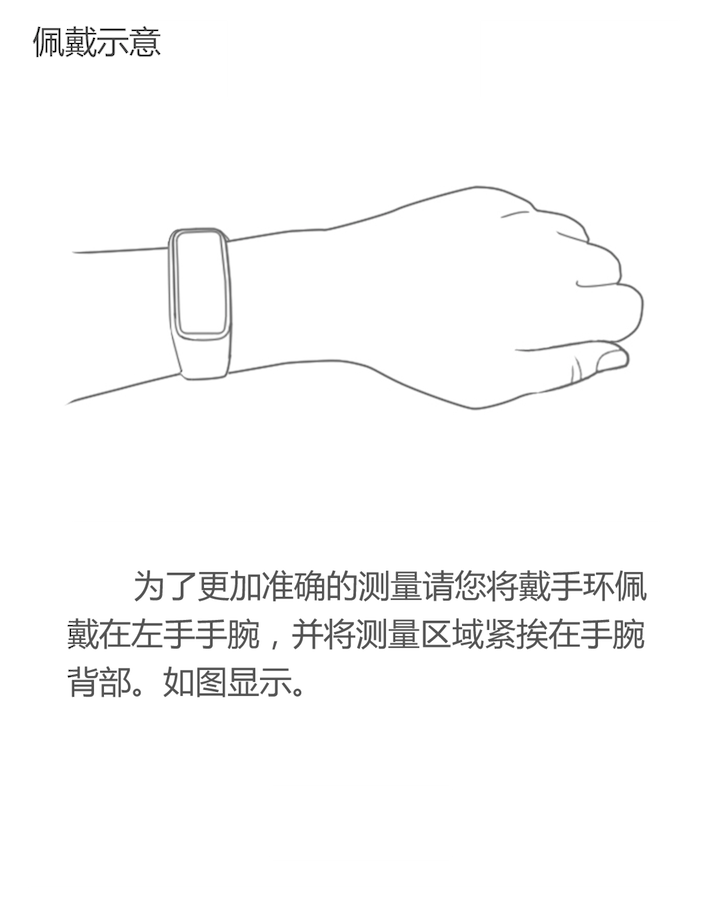 佩戴示意
为了更加准确的测量请您将戴手环佩
戴在左手手腕，并将测量区域紧挨在手腕
背部。如图显示。